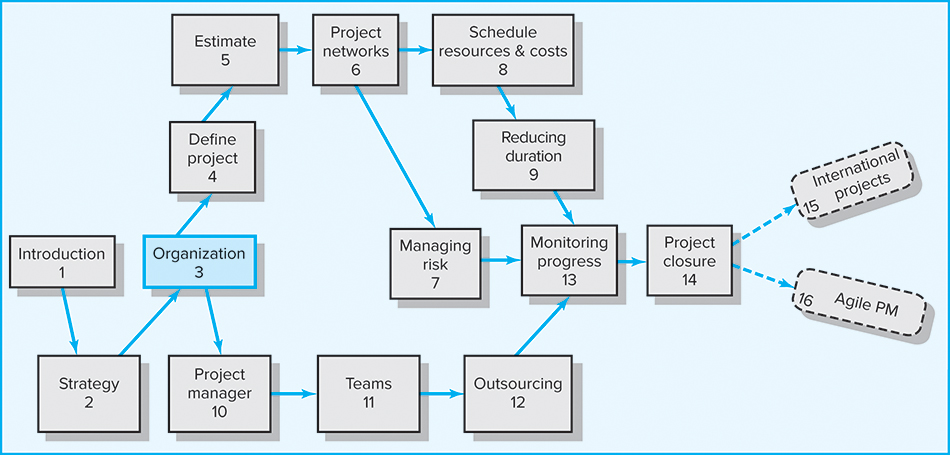 Estimate
5
Project
networks
6
Schedule
resources & costs
8
Define
project
4
Reducing
duration
9
International
projects
15
Introduction
1
Organization
3
Managing
risk
7
Monitoring
progress
13
Project
closure
14
16 Agile PM
Strategy
2
Project
manager
10
Teams
11
Outsourcing
12